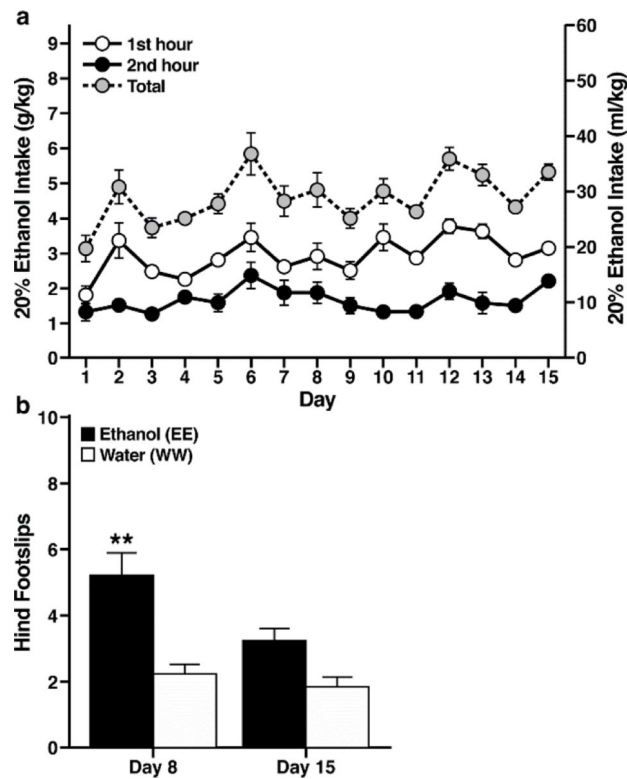 a
1st hour
2nd hour
Total
20% Ethanol Intake (g/kg)
9
8
7
6
5
4
3
2
1
0
20% Ethanol Intake (ml/kg)
60
50
40
30
20
10
0
1 2 3 4 5 6 7 8 9 10 11 12 13 14 15
Day
b
Ethanol (EE)
Water (WW)
Hind Footslips
10
8
6
4
2
0
**
Day 8 Day 15